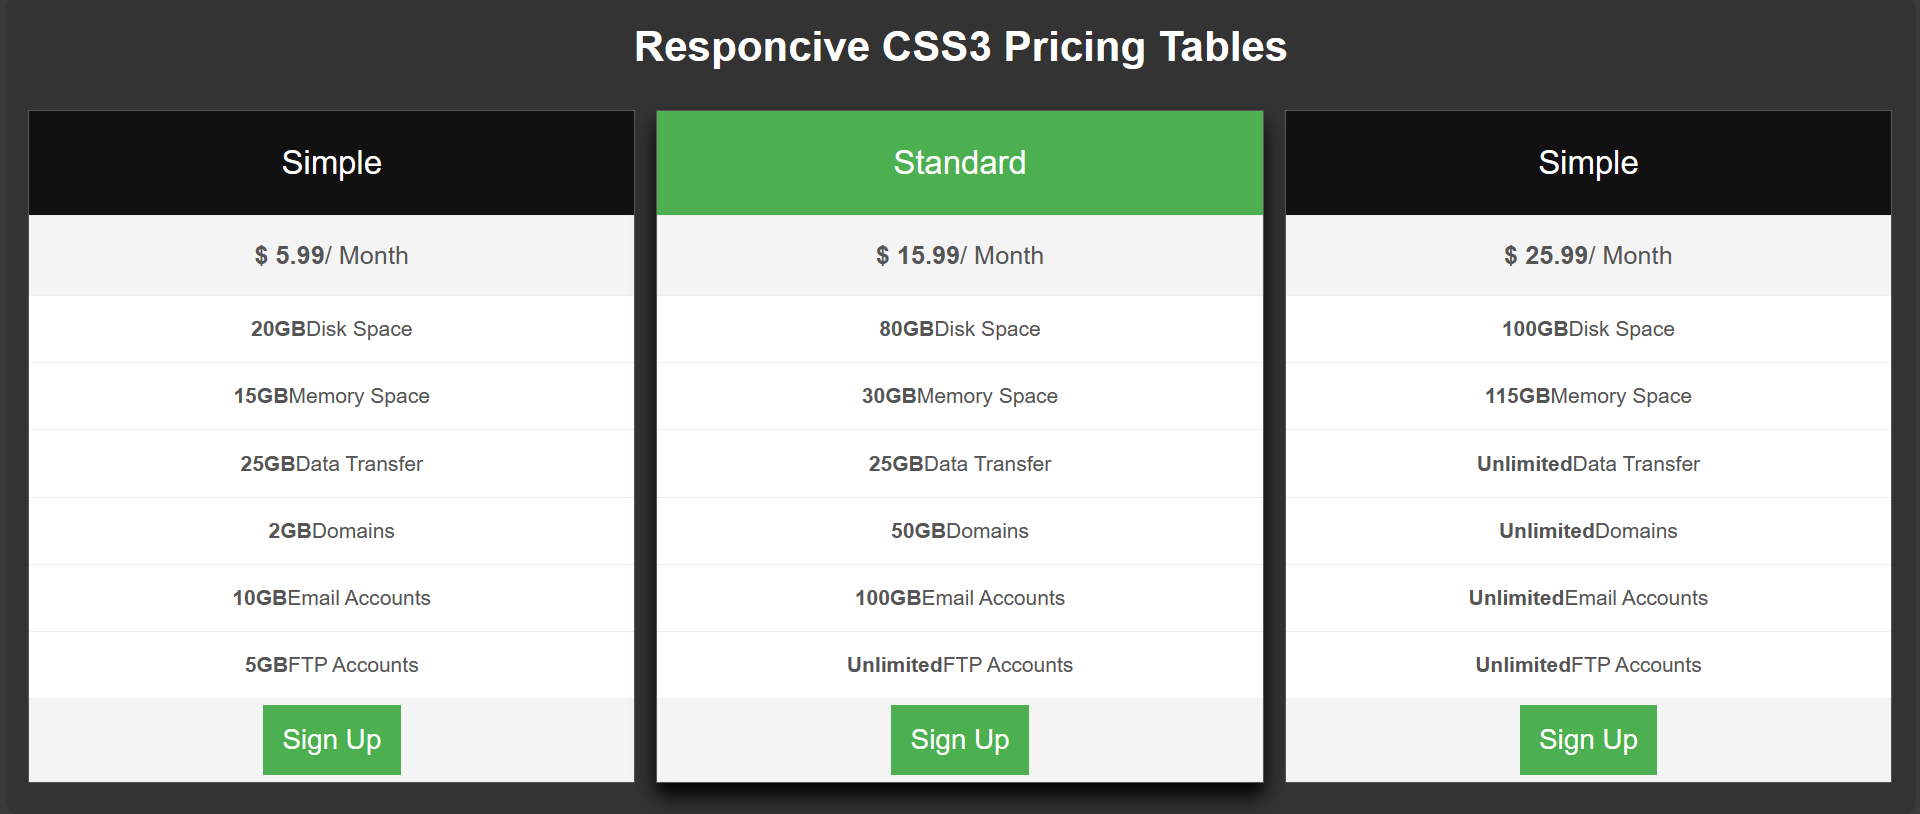 Responcive CSS3 Pricing Tables
Simple
$ 5.99/ Month
20GBDisk Space
15GBMemory Space
25GBData Transfer
2GBDomains
10GBEmail Accounts
5GBFTP Accounts
Sign Up
Standard
$ 15.99/ Month
80GBDisk Space
30GBMemory Space
25GBData Transfer
50GBDomains
100GBEmail Accounts
UnlimitedFTP Accounts
Sign Up
Simple
$ 25.99/ Month
100GBDisk Space
115GBMemory Space
UnlimitedData Transfer
UnlimitedDomains
UnlimitedEmail Accounts
UnlimitedFTP Accounts
Sign Up